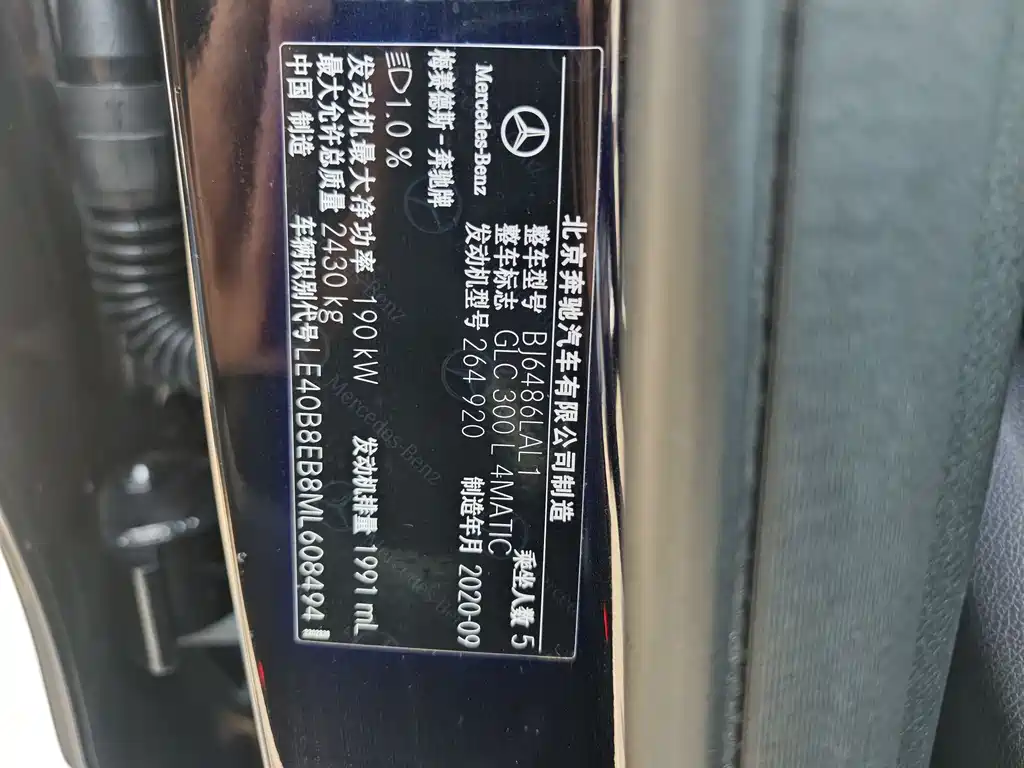 北京奔驰汽车有限公司制造
Mercedes-Benz
梅赛德斯-奔驰牌
整车型号 BJ6486LAL1 乘坐人数 5
整车标志 GLC 300 L 4MATIC
发动机型号 264 920 制造年月 2020-09
1.0 %
发动机最大净功率 190 kW 发动机排量 1991 mL
最大允许总质量 2430 kg
中国 制造 车辆识别代号 LE40B8EB8ML608494
Mercedes-Benz